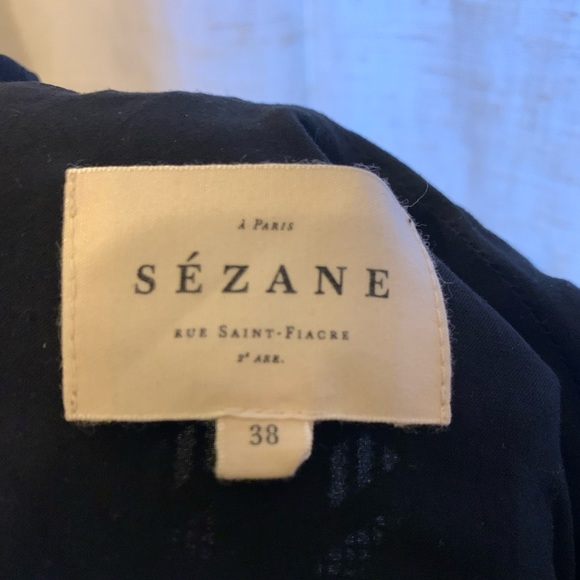 À PARIS
SÉZANE
RUE SAINT-FIACRE
2ᵉ ARR.
38